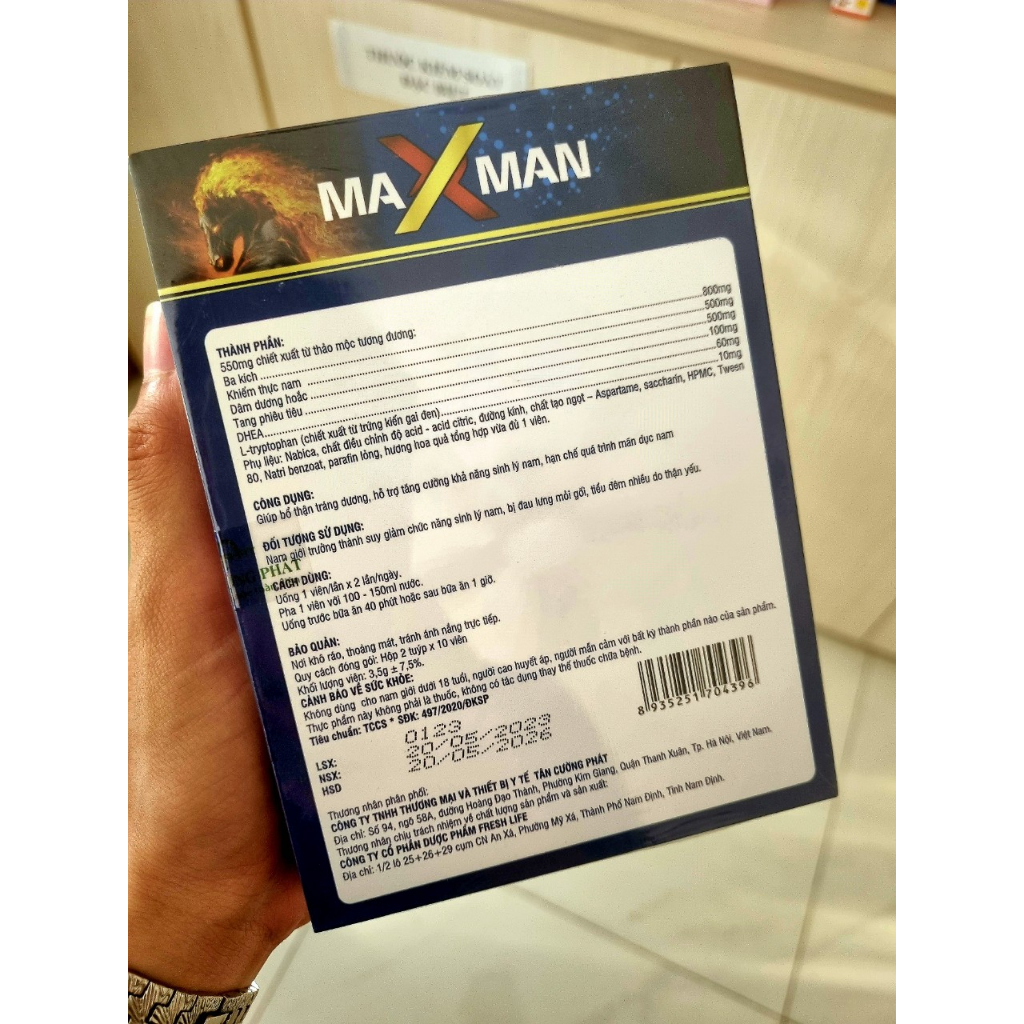 MAXMAN
THÀNH PHẦN:
550mg chiết xuất từ thảo mộc tương đương:
Ba kích ........ 800mg
Khiếm thực nam ........ 500mg
Dâm dương hoắc ........ 500mg
Tang phiêu tiêu ........ 100mg
DHEA ........ 60mg
L-tryptophan (chiết xuất từ trứng kiến gai đen) ........ 10mg
Phụ liệu: Nabica, chất điều chỉnh độ acid - acid citric, đường kính, chất tạo ngọt – Aspartame, saccharin, HPMC, Tween
80, Natri benzoat, parafin lỏng, hương hoa quả tổng hợp vừa đủ 1 viên.
CÔNG DỤNG:
Giúp bổ thận tráng dương, hỗ trợ tăng cường khả năng sinh lý nam, hạn chế quá trình mãn dục nam
ĐỐI TƯỢNG SỬ DỤNG:
Nam giới trưởng thành suy giảm chức năng sinh lý nam, bị đau lưng mỏi gối, tiểu đêm nhiều do thận yếu.
PHÁT
CÁCH DÙNG:
Uống 1 viên/lần x 2 lần/ngày.
Pha 1 viên với 100 - 150ml nước.
Uống trước bữa ăn 40 phút hoặc sau bữa ăn 1 giờ.
BẢO QUẢN:
Nơi khô ráo, thoáng mát, tránh ánh nắng trực tiếp.
Quy cách đóng gói: Hộp 2 tuýp x 10 viên
Khối lượng viên: 3,5g ± 7,5%.
CẢNH BÁO VỀ SỨC KHỎE:
Không dùng cho nam giới dưới 18 tuổi, người cao huyết áp, người mẫn cảm với bất kỳ thành phần nào của sản phẩm.
Thực phẩm này không phải là thuốc, không có tác dụng thay thế thuốc chữa bệnh.
Tiêu chuẩn: TCCS * SĐK: 497/2020/ĐKSP
8 935251 704396
LSX: 0123
NSX: 20/05/2023
HSD 20/05/2026
Thương nhân phân phối:
CÔNG TY TNHH THƯƠNG MẠI VÀ THIẾT BỊ Y TẾ TÂN CƯỜNG PHÁT
Địa chỉ: Số 94, ngõ 58A, đường Hoàng Đạo Thành, Phường Kim Giang, Quận Thanh Xuân, Tp. Hà Nội, Việt Nam.
Thương nhân chịu trách nhiệm về chất lượng sản phẩm và sản xuất:
CÔNG TY CỔ PHẦN DƯỢC PHẨM FRESH LIFE
Địa chỉ: 1/2 lô 25+26+29 cụm CN An Xá, Phường Mỹ Xá, Thành Phố Nam Định, Tỉnh Nam Định.